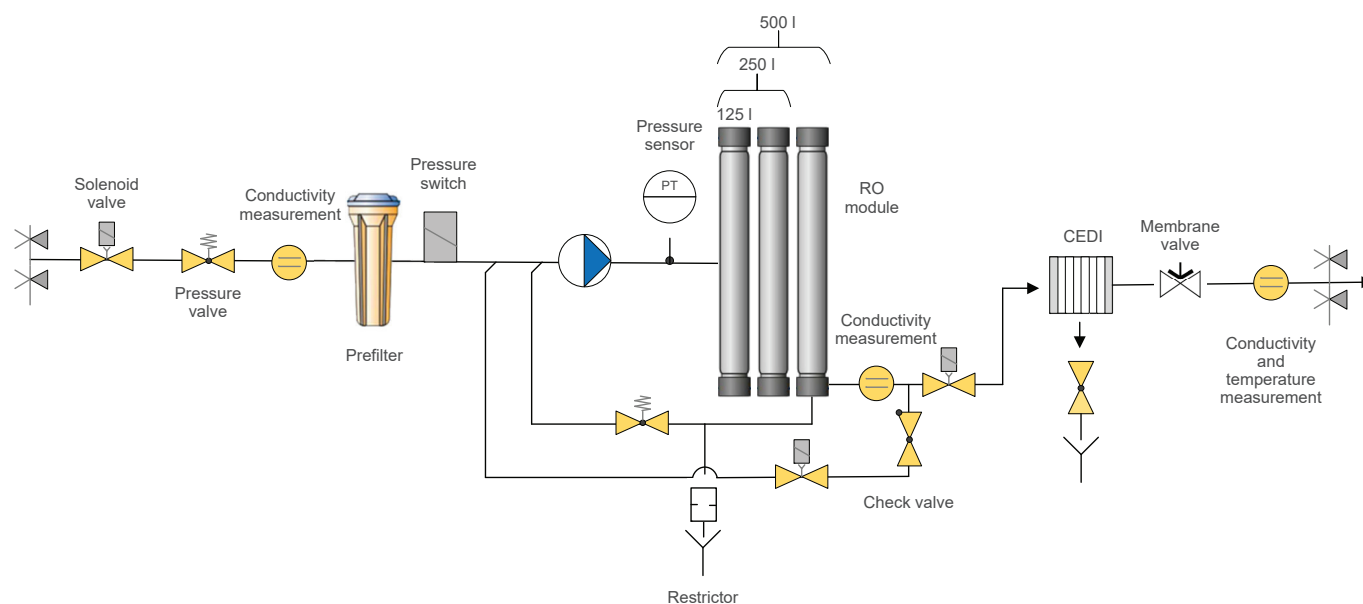 500 l
250 l
125 l
Pressure
sensor
PT
Pressure
switch
Solenoid
valve
Conductivity
measurement
RO
module
Membrane
valve
CEDI
Pressure
valve
Prefilter
Conductivity
measurement
Conductivity
and
temperature
measurement
Check valve
Restrictor